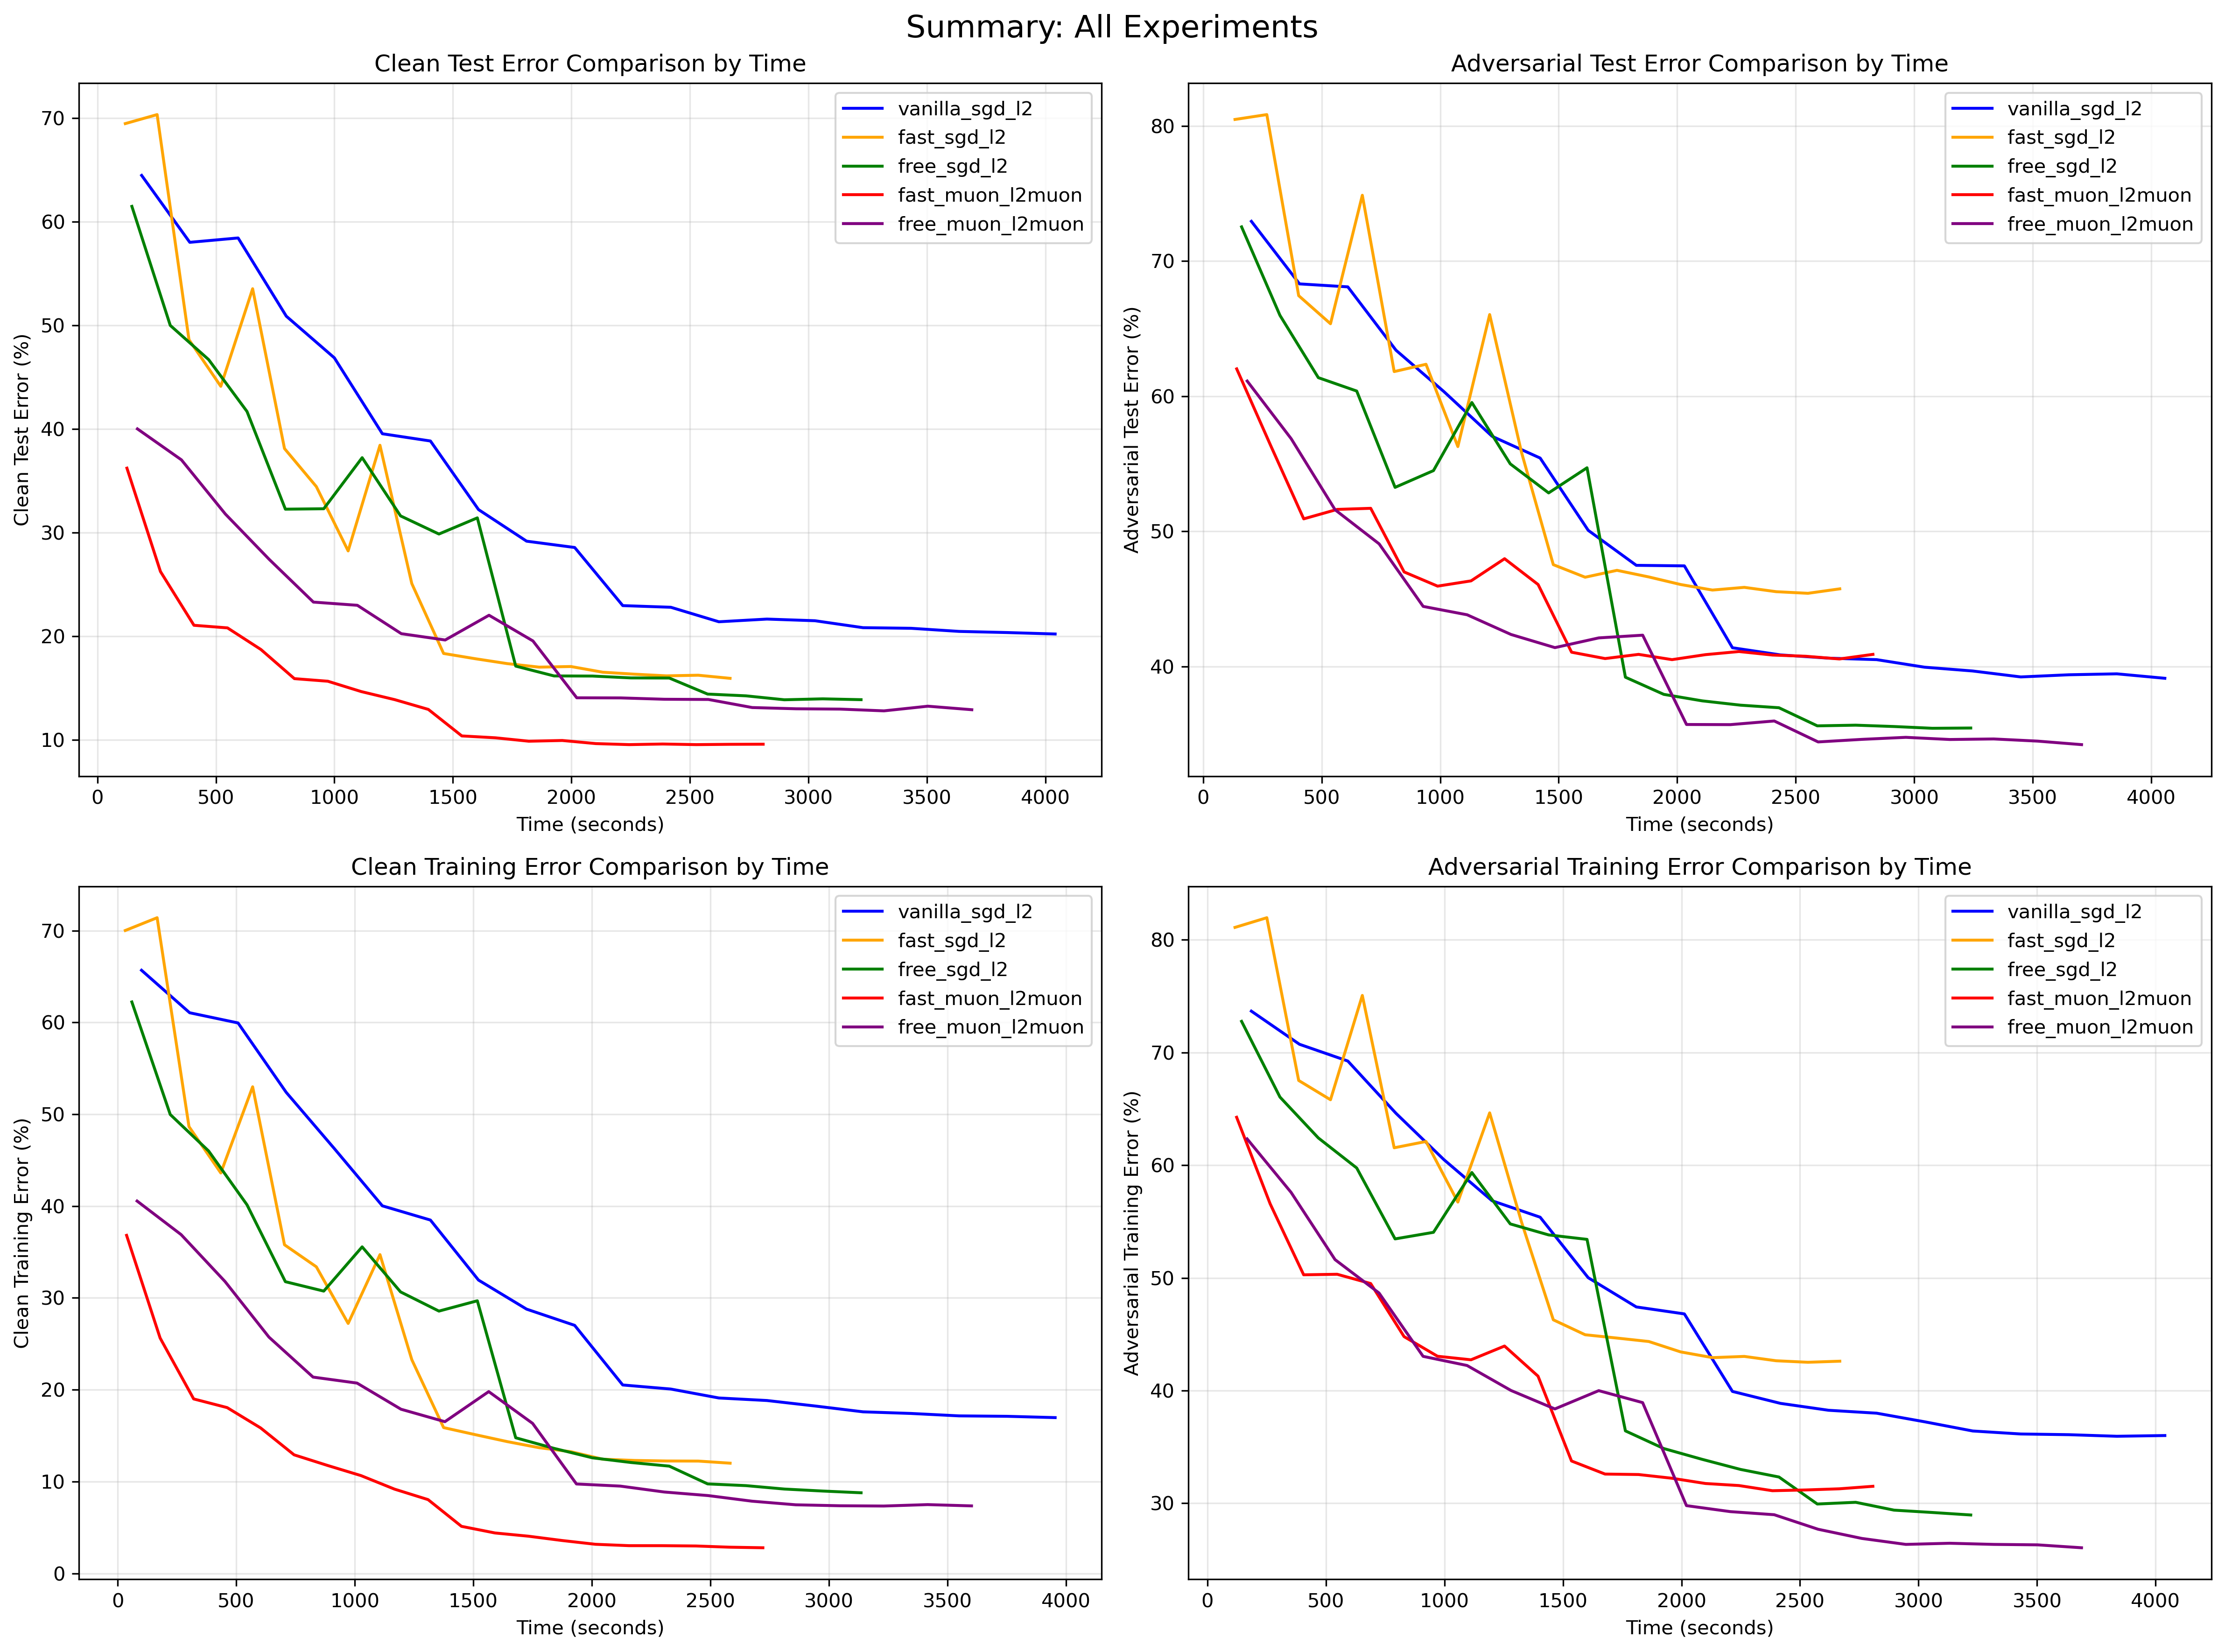 Summary: All Experiments
Clean Test Error Comparison by Time
Clean Test Error (%)
70
60
50
40
30
20
10
0 500 1000 1500 2000 2500 3000 3500 4000
Time (seconds)
vanilla_sgd_l2
fast_sgd_l2
free_sgd_l2
fast_muon_l2muon
free_muon_l2muon
Adversarial Test Error Comparison by Time
Adversarial Test Error (%)
80
70
60
50
40
0 500 1000 1500 2000 2500 3000 3500 4000
Time (seconds)
vanilla_sgd_l2
fast_sgd_l2
free_sgd_l2
fast_muon_l2muon
free_muon_l2muon
Clean Training Error Comparison by Time
Clean Training Error (%)
70
60
50
40
30
20
10
0
0 500 1000 1500 2000 2500 3000 3500 4000
Time (seconds)
vanilla_sgd_l2
fast_sgd_l2
free_sgd_l2
fast_muon_l2muon
free_muon_l2muon
Adversarial Training Error Comparison by Time
Adversarial Training Error (%)
80
70
60
50
40
30
0 500 1000 1500 2000 2500 3000 3500 4000
Time (seconds)
vanilla_sgd_l2
fast_sgd_l2
free_sgd_l2
fast_muon_l2muon
free_muon_l2muon